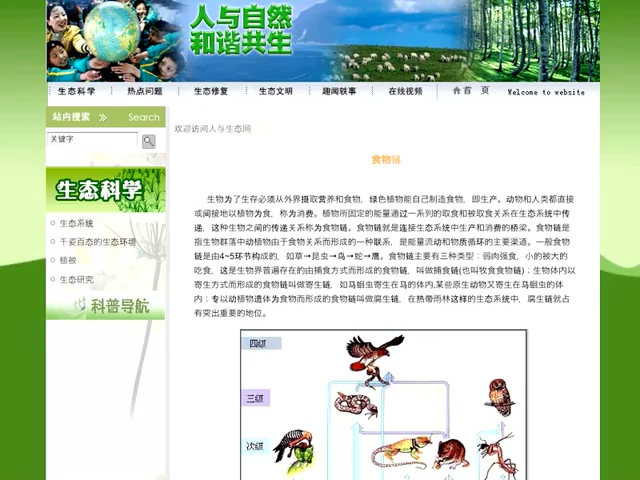 人与自然
和谐共生
生态科学 热点问题 生态修复 生态文明 趣闻轶事 在线视频 首 页 Welcome to website
站内搜索 Search
关键字
欢迎访问人与生态网
生态科学
生态系统
千姿百态的生态环境
植被
生态研究
科普导航
食物链
生物为了生存必须从外界摄取营养和食物，绿色植物能自己制造食物，即生产。动物和人类都直接
或间接地以植物为食，称为消费。植物所固定的能量通过一系列的取食和被取食关系在生态系统中传
递，这种生物之间的传递关系称为食物链。食物链就是连接生态系统中生产和消费的桥梁。食物链是
指生物群落中动植物由于食物关系而形成的一种联系，是能量流动和物质循环的主要渠道。一般食物
链是由4~5环节构成的，如草→昆虫→鸟→蛇→鹰。食物链主要有三种类型：弱肉强食、小的被大的
吃食，这是生物界普遍存在的由捕食方式而形成的食物链，叫做捕食链(也叫牧食食物链)；生物体内以
寄生方式而形成的食物链叫做寄生链，如马蛔虫寄生在马的体内,某些原生动物又寄生在马蛔虫的体
内；专以动植物遗体为食物而形成的食物链叫做腐生链，在热带雨林这样的生态系统中，腐生链就占
有突出重要的地位。
四级
三级
次级